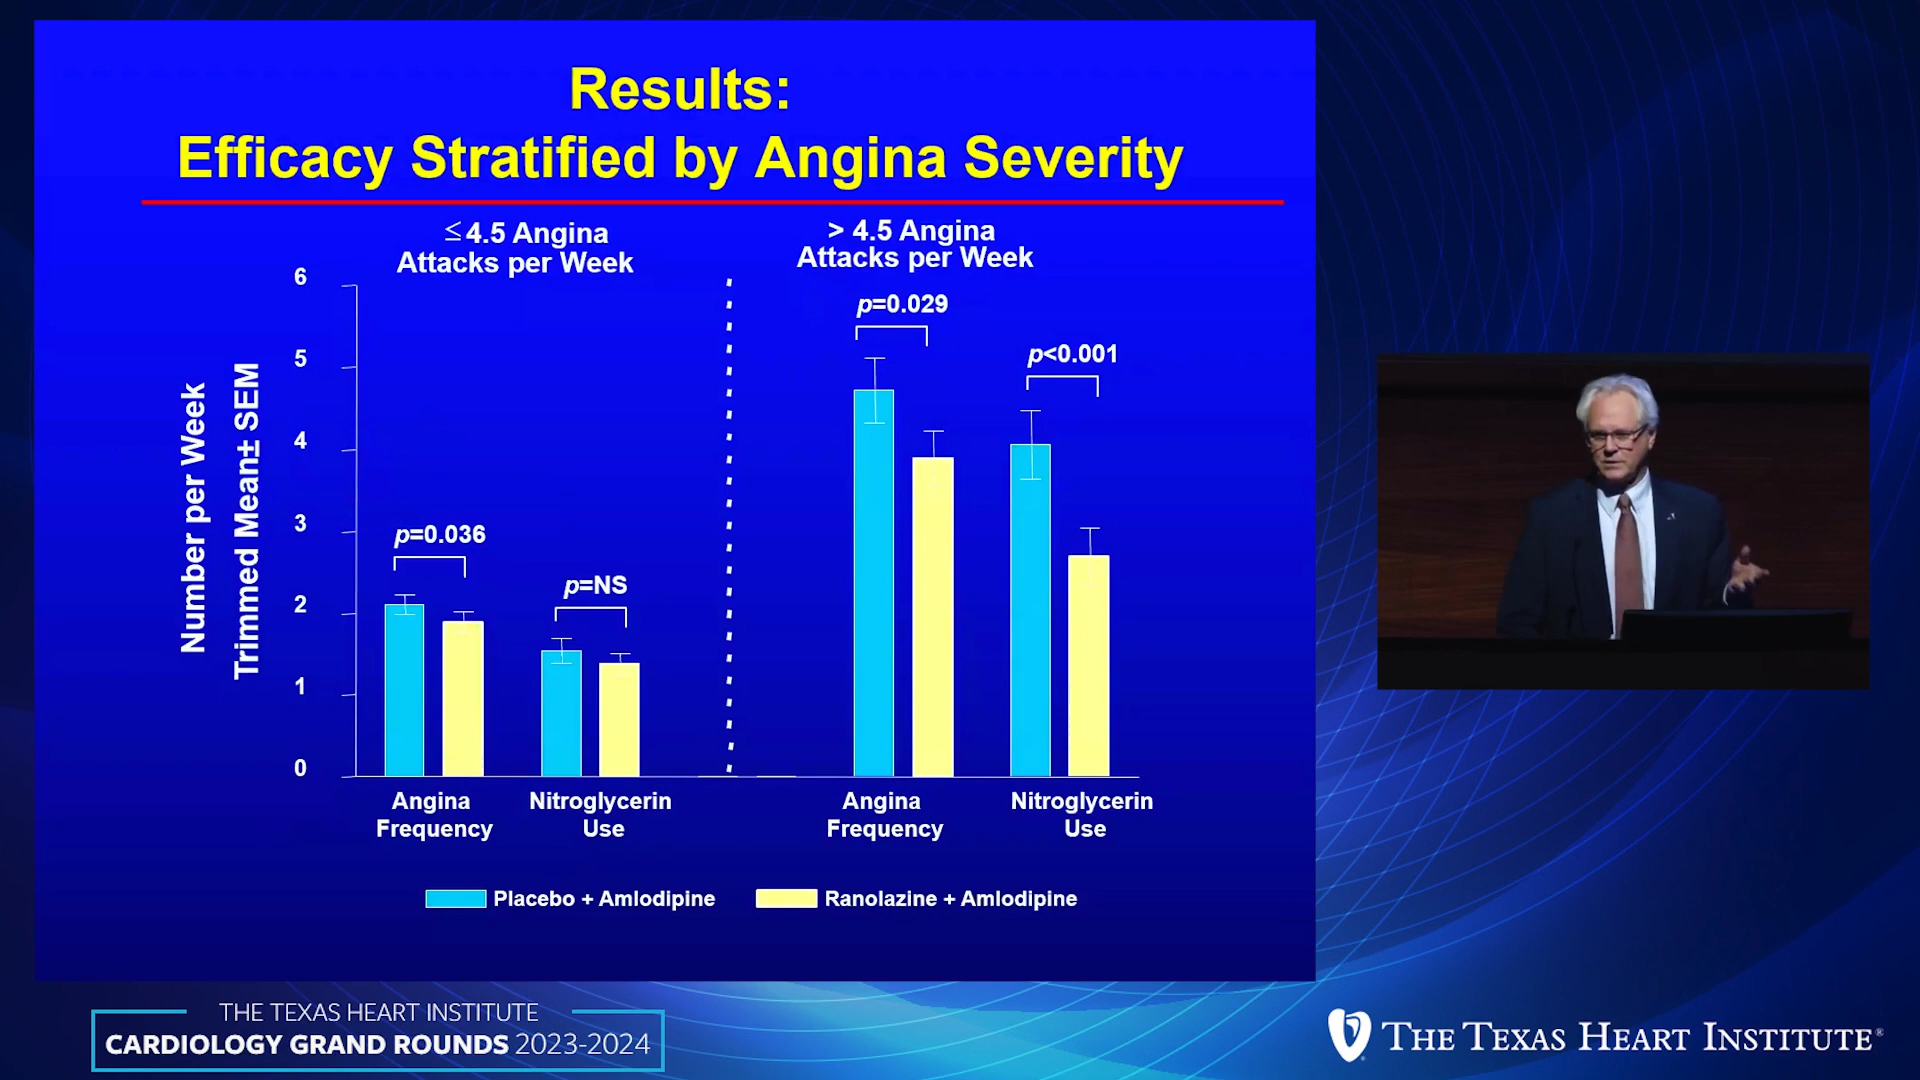 Results:
Efficacy Stratified by Angina Severity
≤ 4.5 Angina
Attacks per Week
> 4.5 Angina
Attacks per Week
Number per Week
Trimmed Mean± SEM
6
5
4
3
2
1
0
p=0.036
p=NS
p=0.029
p<0.001
Angina
Frequency
Nitroglycerin
Use
Angina
Frequency
Nitroglycerin
Use
Placebo + Amlodipine
Ranolazine + Amlodipine
THE TEXAS HEART INSTITUTE
CARDIOLOGY GRAND ROUNDS 2023-2024
THE TEXAS HEART INSTITUTE®